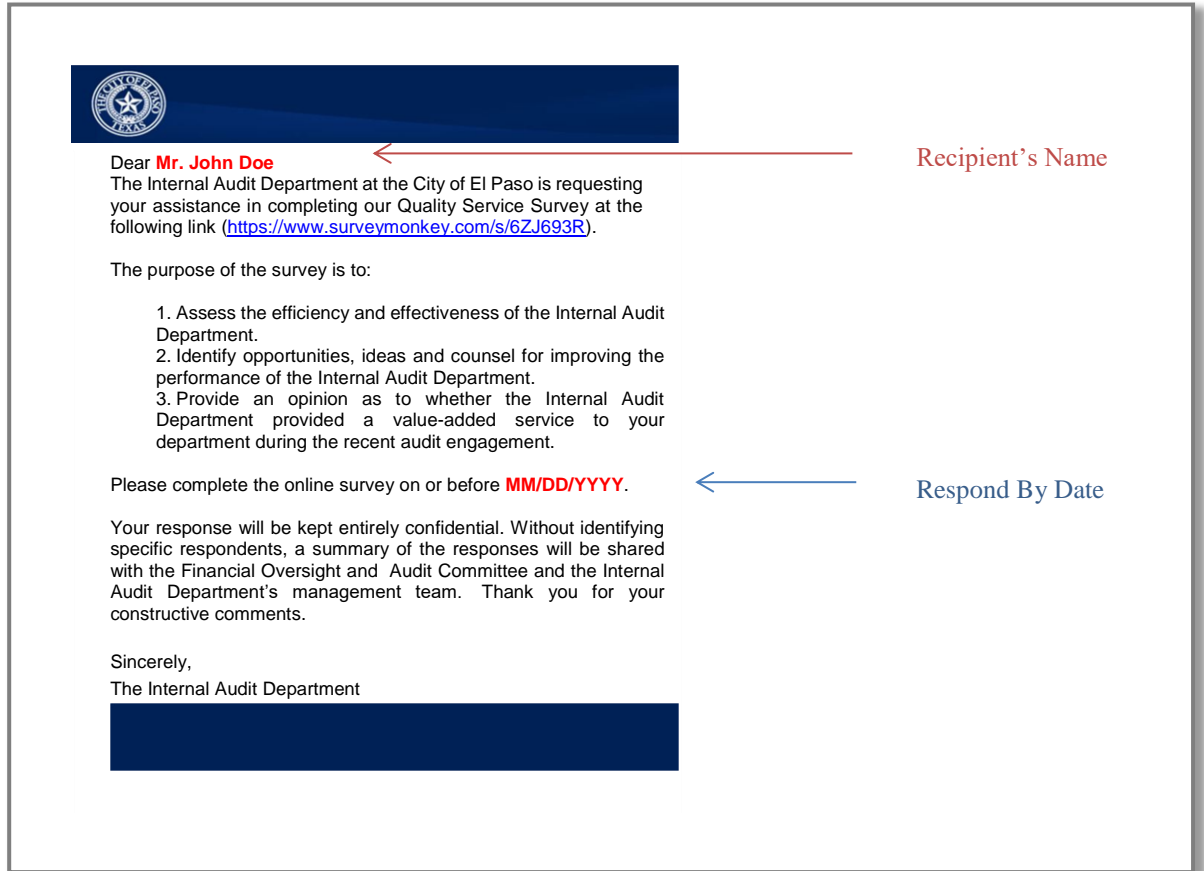 THE CITY OF EL PASO
TEXAS
Dear Mr. John Doe
Recipient’s Name
The Internal Audit Department at the City of El Paso is requesting
your assistance in completing our Quality Service Survey at the
following link (https://www.surveymonkey.com/s/6ZJ693R).
The purpose of the survey is to:
1. Assess the efficiency and effectiveness of the Internal Audit
Department.
2. Identify opportunities, ideas and counsel for improving the
performance of the Internal Audit Department.
3. Provide an opinion as to whether the Internal Audit
Department provided a value-added service to your
department during the recent audit engagement.
Please complete the online survey on or before MM/DD/YYYY.
Respond By Date
Your response will be kept entirely confidential. Without identifying
specific respondents, a summary of the responses will be shared
with the Financial Oversight and Audit Committee and the Internal
Audit Department’s management team. Thank you for your
constructive comments.
Sincerely,
The Internal Audit Department